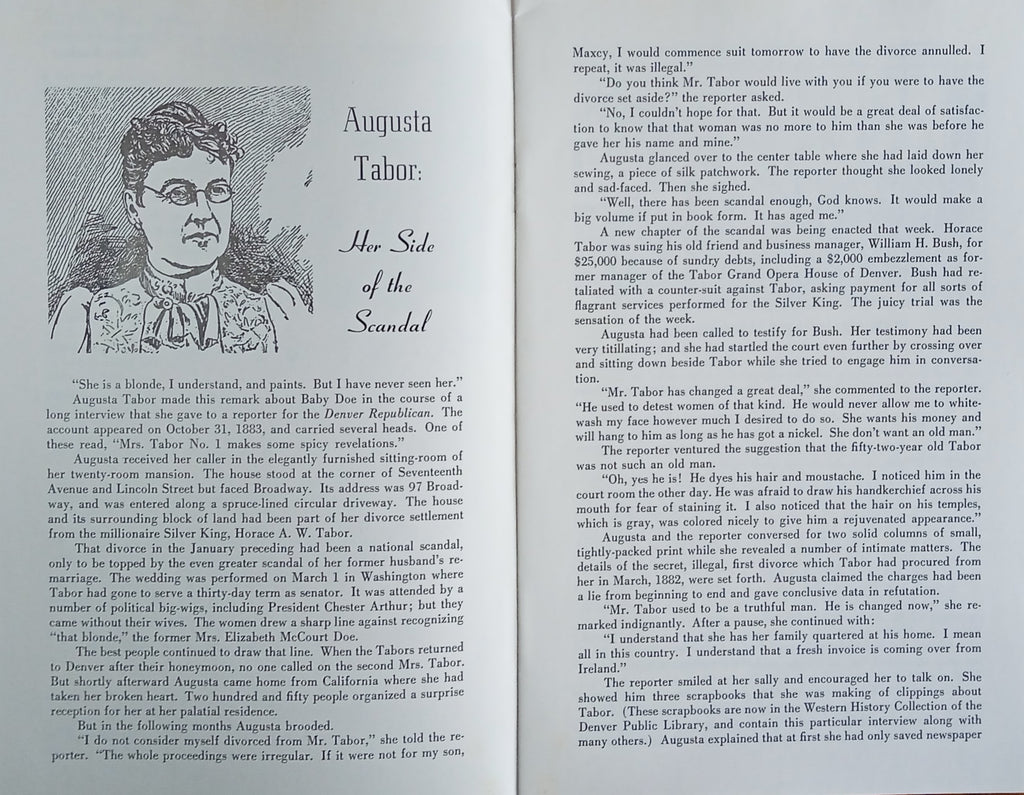 Augusta
Tabor:
Her Side
of the
Scandal
"She is a blonde, I understand, and paints. But I have never seen her."
Augusta Tabor made this remark about Baby Doe in the course of a
long interview that she gave to a reporter for the Denver Republican. The
account appeared on October 31, 1883, and carried several heads. One of
these read, "Mrs. Tabor No. 1 makes some spicy revelations."
Augusta received her caller in the elegantly furnished sitting-room of
her twenty-room mansion. The house stood at the corner of Seventeenth
Avenue and Lincoln Street but faced Broadway. Its address was 97 Broad-
way, and was entered along a spruce-lined circular driveway. The house
and its surrounding block of land had been part of her divorce settlement
from the millionaire Silver King, Horace A. W. Tabor.
That divorce in the January preceding had been a national scandal,
only to be topped by the even greater scandal of her former husband's re-
marriage. The wedding was performed on March 1 in Washington where
Tabor had gone to serve a thirty-day term as senator. It was attended by a
number of political big-wigs, including President Chester Arthur; but they
came without their wives. The women drew a sharp line against recognizing
"that blonde," the former Mrs. Elizabeth McCourt Doe.
The best people continued to draw that line. When the Tabors returned
to Denver after their honeymoon, no one called on the second Mrs. Tabor.
But shortly afterward Augusta came home from California where she had
taken her broken heart. Two hundred and fifty people organized a surprise
reception for her at her palatial residence.
But in the following months Augusta brooded.
"I do not consider myself divorced from Mr. Tabor," she told the re-
porter. "The whole proceedings were irregular. If it were not for my son,
Maxcy, I would commence suit tomorrow to have the divorce annulled. I
repeat, it was illegal."
"Do you think Mr. Tabor would live with you if you were to have the
divorce set aside?" the reporter asked.
"No, I couldn't hope for that. But it would be a great deal of satisfac-
tion to know that that woman was no more to him than she was before he
gave her his name and mine."
Augusta glanced over to the center table where she had laid down her
sewing, a piece of silk patchwork. The reporter thought she looked lonely
and sad-faced. Then she sighed.
"Well, there has been scandal enough, God knows. It would make a
big volume if put in book form. It has aged me."
A new chapter of the scandal was being enacted that week. Horace
Tabor was suing his old friend and business manager, William H. Bush, for
$25,000 because of sundry debts, including a $2,000 embezzlement as for-
mer manager of the Tabor Grand Opera House of Denver. Bush had re-
taliated with a counter-suit against Tabor, asking payment for all sorts of
flagrant services performed for the Silver King. The juicy trial was the
sensation of the week.
Augusta had been called to testify for Bush. Her testimony had been
very titillating; and she had startled the court even further by crossing over
and sitting down beside Tabor while she tried to engage him in conversa-
tion.
"Mr. Tabor has changed a great deal," she commented to the reporter.
"He used to detest women of that kind. He would never allow me to white-
wash my face however much I desired to do so. She wants his money and
will hang to him as long as he has got a nickel. She don't want an old man."
The reporter ventured the suggestion that the fifty-two-year old Tabor
was not such an old man.
"Oh, yes he is! He dyes his hair and moustache. I noticed him in the
court room the other day. He was afraid to draw his handkerchief across his
mouth for fear of staining it. I also noticed that the hair on his temples,
which is gray, was colored nicely to give him a rejuvenated appearance."
Augusta and the reporter conversed for two solid columns of small,
tightly-packed print while she revealed a number of intimate matters. The
details of the secret, illegal, first divorce which Tabor had procured from
her in March, 1882, were set forth. Augusta claimed the charges had been
a lie from beginning to end and gave conclusive data in refutation.
"Mr. Tabor used to be a truthful man. He is changed now," she re-
marked indignantly. After a pause, she continued with:
"I understand that she has her family quartered at his home. I mean
all in this country. I understand that a fresh invoice is coming over from
Ireland."
The reporter smiled at her sally and encouraged her to talk on. She
showed him three scrapbooks that she was making of clippings about
Tabor. (These scrapbooks are now in the Western History Collection of the
Denver Public Library, and contain this particular interview along with
many others.) Augusta explained that at first she had only saved newspaper